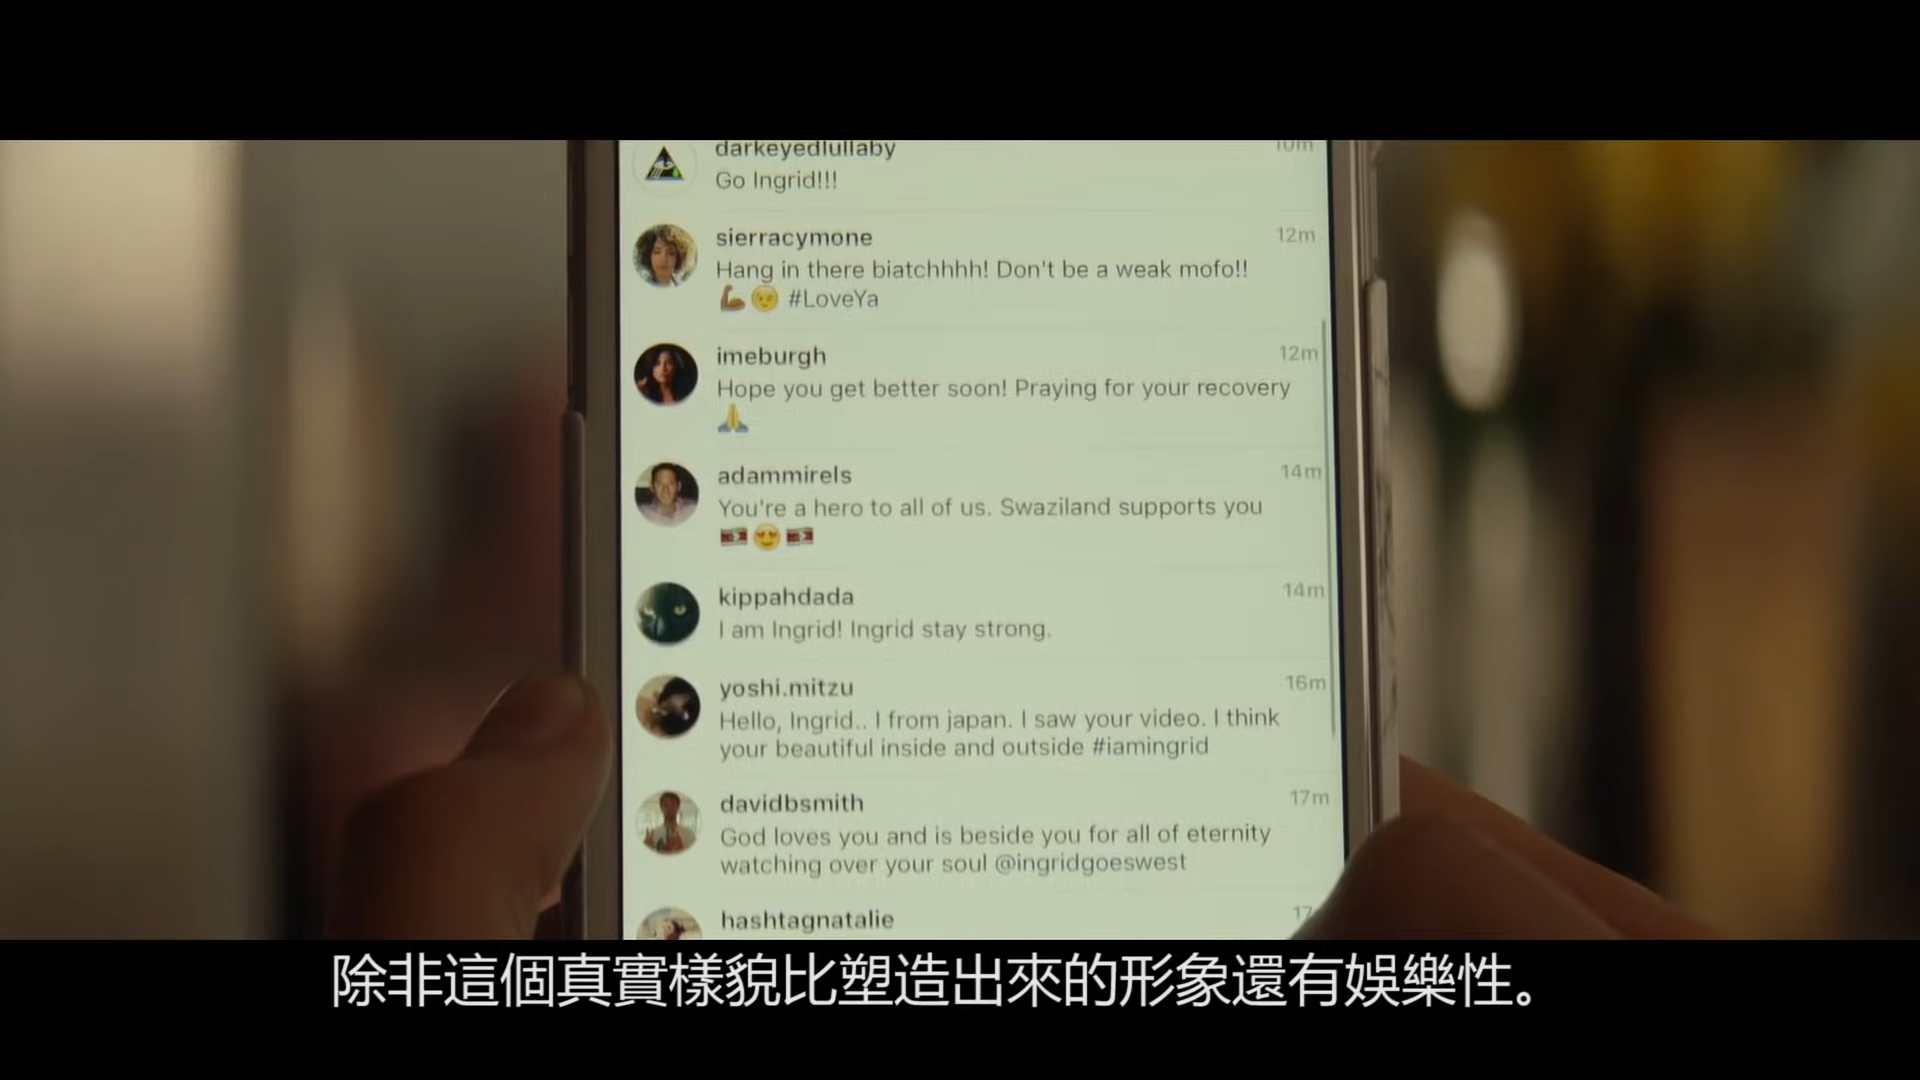 darkeyedlullaby 10m
Go Ingrid!!!
sierracymone 12m
Hang in there biatchhhh! Don't be a weak mofo!!
💪🏾😉 #LoveYa
imeburgh 12m
Hope you get better soon! Praying for your recovery
🙏
adammirels 14m
You're a hero to all of us. Swaziland supports you
🇸🇿😍🇸🇿
kippahdada 14m
I am Ingrid! Ingrid stay strong.
yoshi.mitzu 16m
Hello, Ingrid.. I from japan. I saw your video. I think
your beautiful inside and outside #iamingrid
davidbsmith 17m
God loves you and is beside you for all of eternity
watching over your soul @ingridgoeswest
hashtagnatalie
除非這個真實樣貌比塑造出來的形象還有娛樂性。